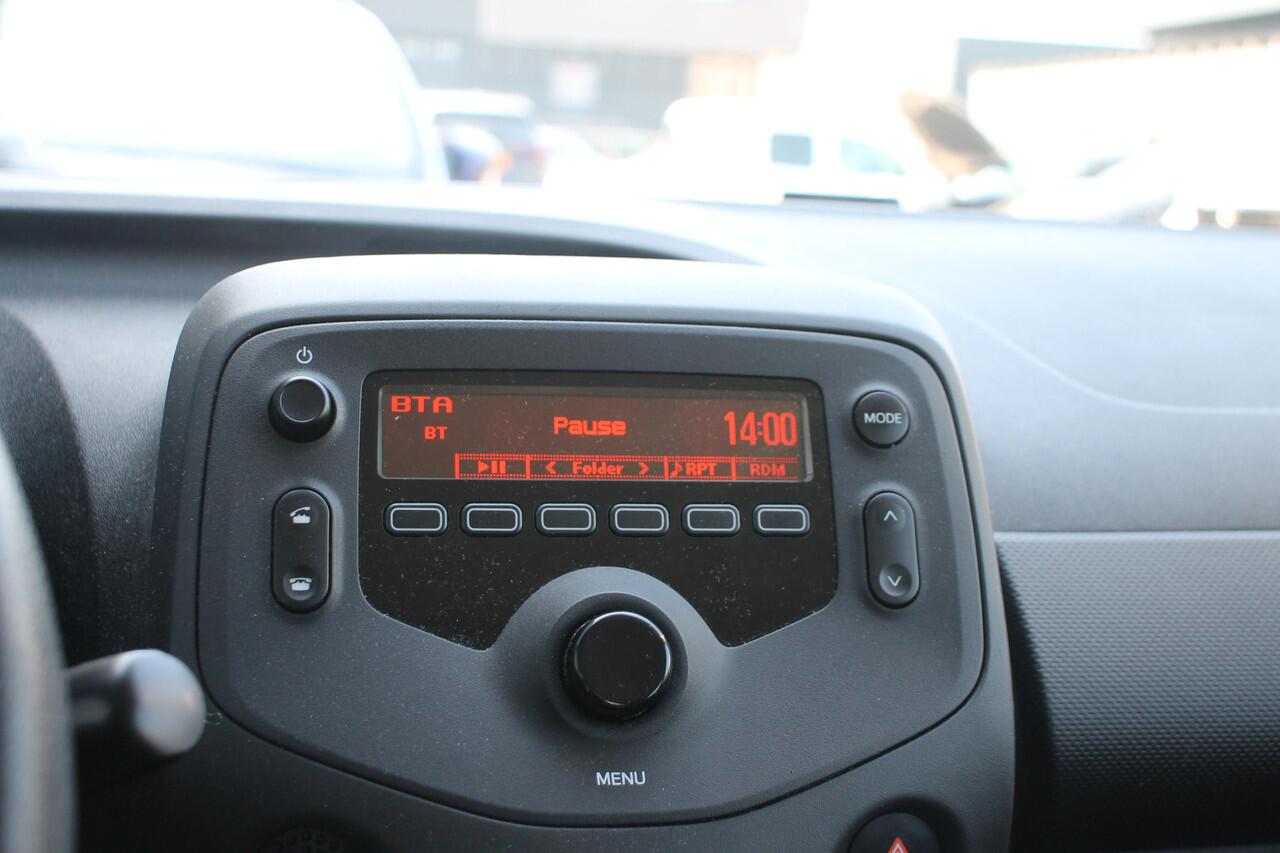 BTA
BT
Pause
14:00
< Folder >
RPT
RDM
MODE
MENU